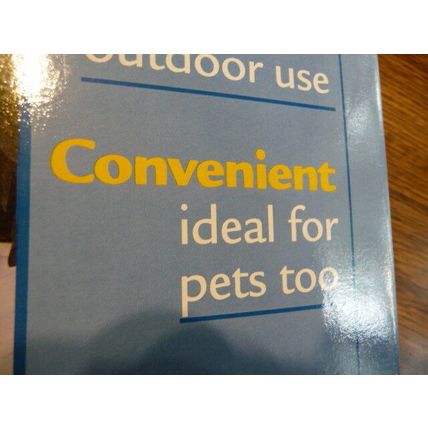 outdoor use
Convenient
ideal for
pets too